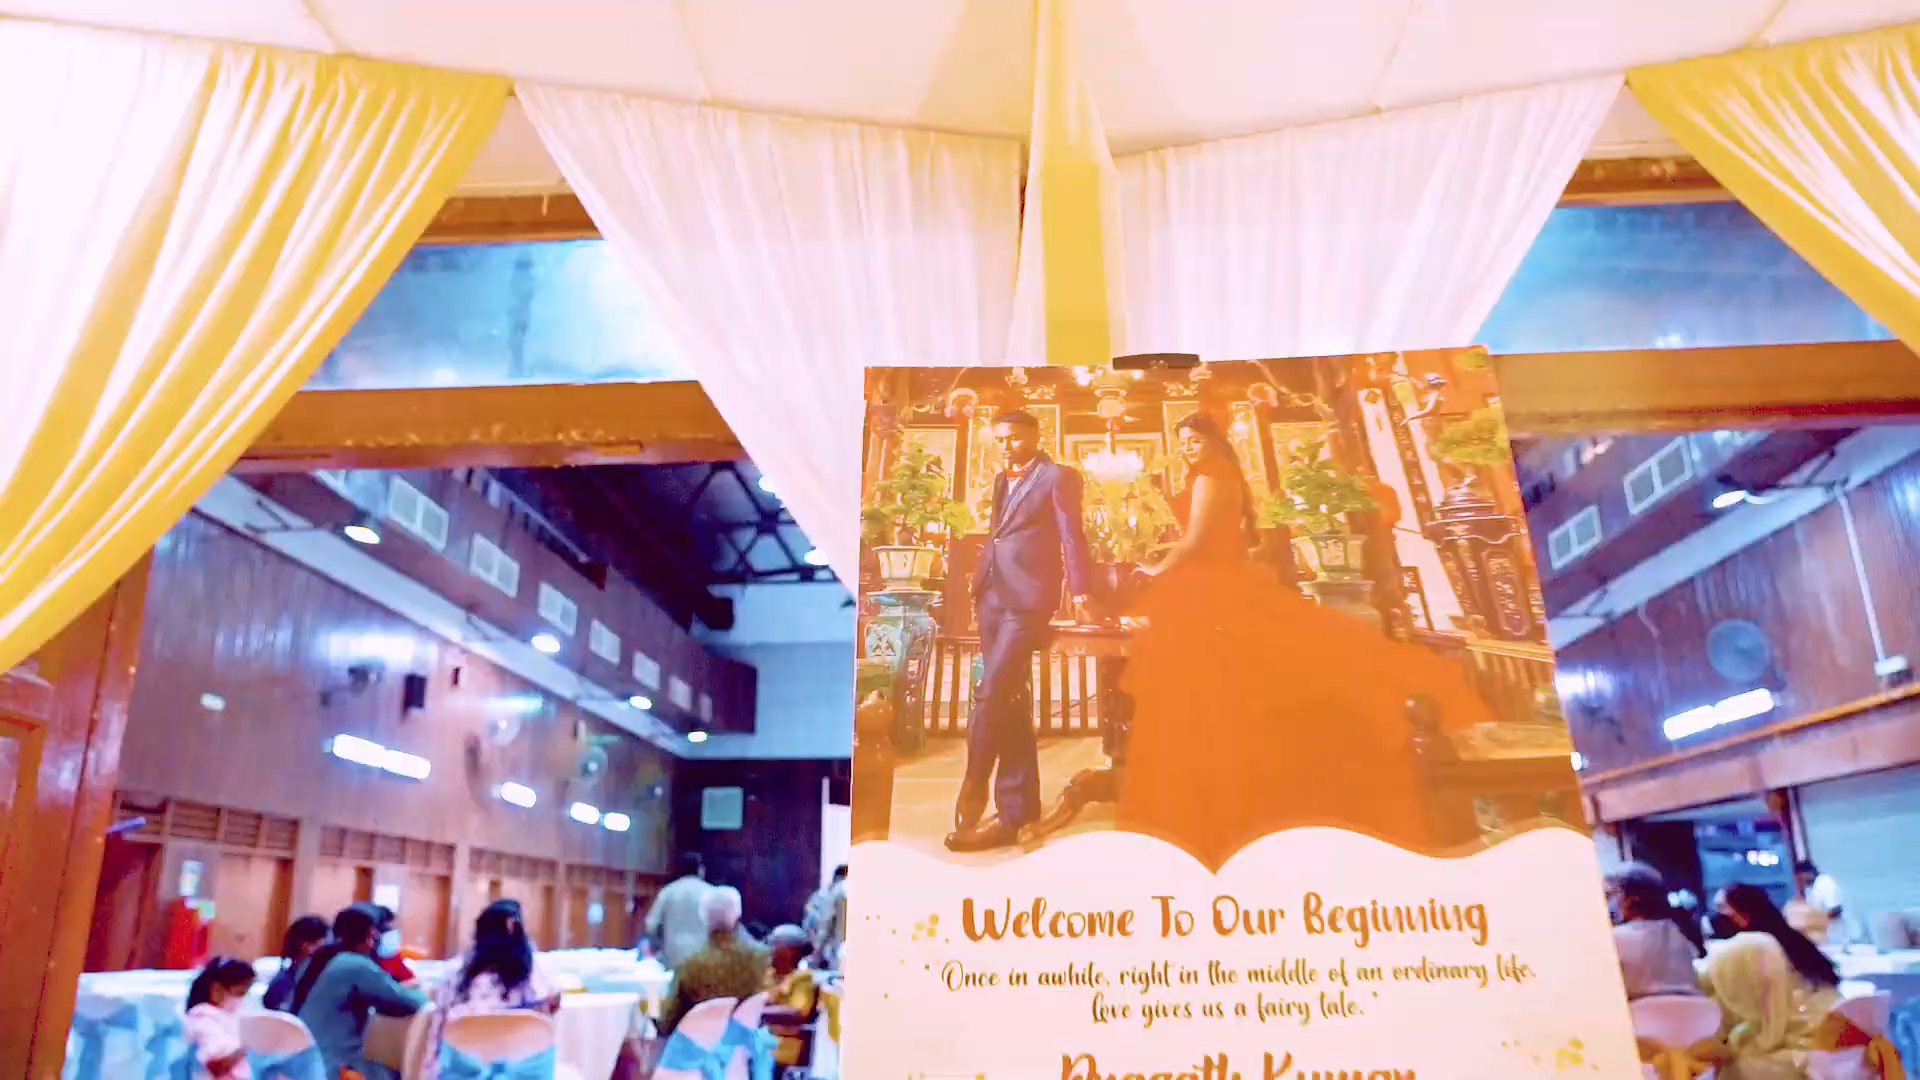 Welcome To Our Beginning
"Once in awhile, right in the middle of an ordinary life,
Love gives us a fairy tale."
Kumar